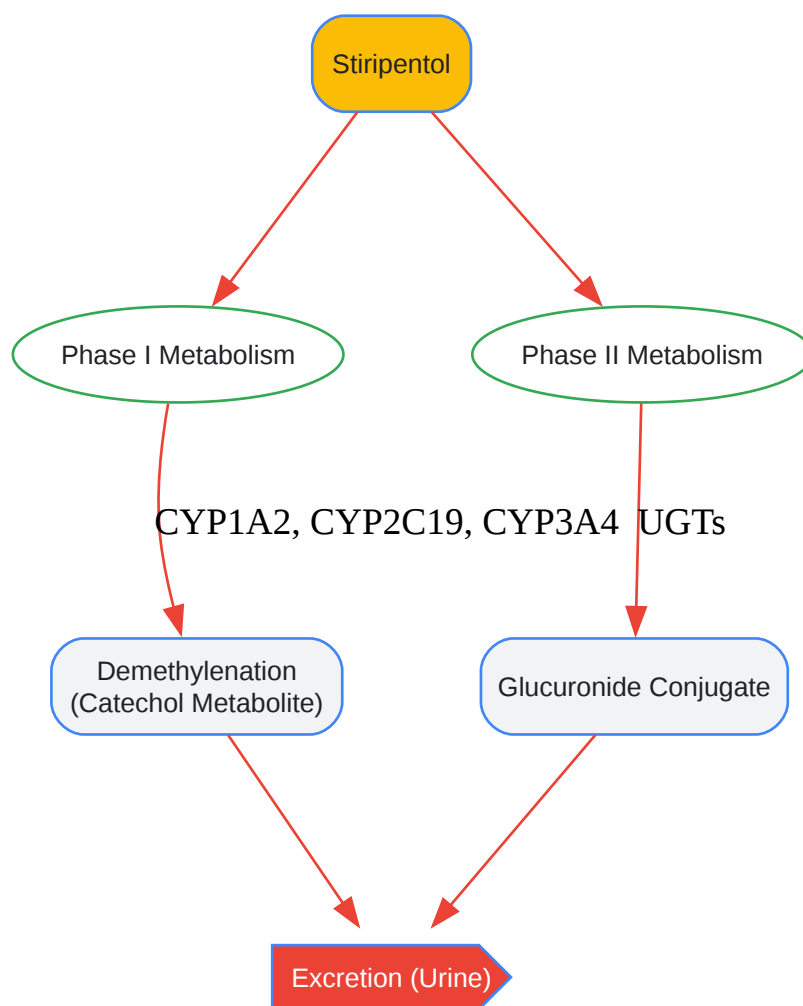 Stiripentol
Phase I Metabolism
Phase II Metabolism
CYP1A2, CYP2C19, CYP3A4
UGTs
Demethylenation
(Catechol Metabolite)
Glucuronide Conjugate
Excretion (Urine)